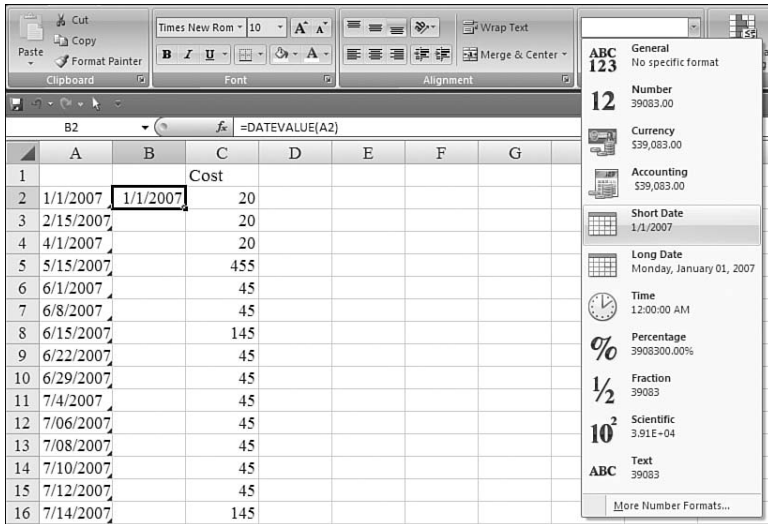 Cut
Copy
Paste
Format Painter
Clipboard
Times New Rom
10
A A
B I U
A
Font
Wrap Text
Merge & Center
Alignment
B2
fx =DATEVALUE(A2)
A B C D E F G
1 Cost
2 1/1/2007 1/1/2007 20
3 2/15/2007 20
4 4/1/2007 20
5 5/15/2007 455
6 6/1/2007 45
7 6/8/2007 45
8 6/15/2007 145
9 6/22/2007 45
10 6/29/2007 45
11 7/4/2007 45
12 7/06/2007 45
13 7/08/2007 45
14 7/10/2007 45
15 7/12/2007 45
16 7/14/2007 145
ABC 123
General
No specific format
12
Number
39083.00
Currency
$39,083.00
Accounting
$39,083.00
Short Date
1/1/2007
Long Date
Monday, January 01, 2007
Time
12:00:00 AM
%
Percentage
3908300.00%
1/2
Fraction
39083
10²
Scientific
3.91E+04
ABC
Text
39083
More Number Formats...